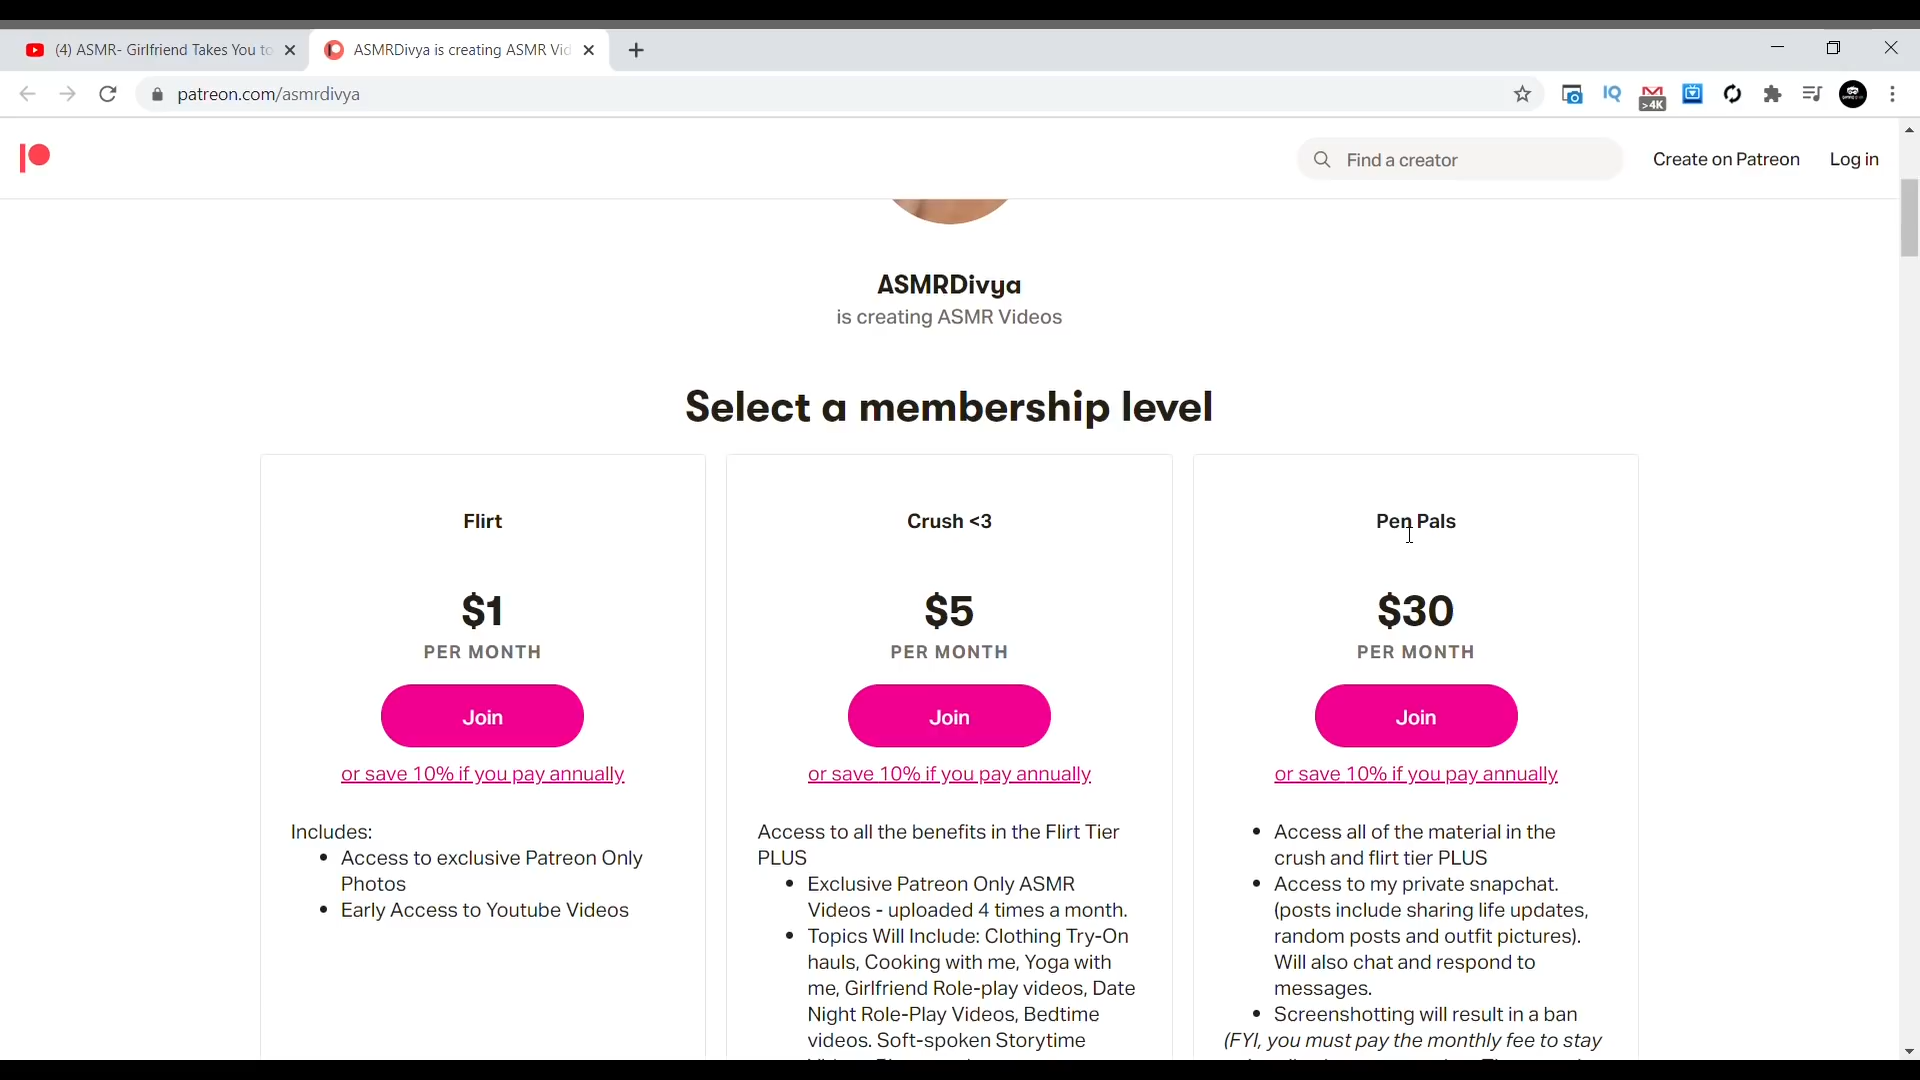 (4) ASMR- Girlfriend Takes You to
ASMRDivya is creating ASMR Vid
patreon.com/asmrdivya
IQ
>4K
Find a creator
Create on Patreon
Log in
ASMRDivya
is creating ASMR Videos
Select a membership level
Flirt
$1
PER MONTH
Join
or save 10% if you pay annually
Includes:
• Access to exclusive Patreon Only
Photos
• Early Access to Youtube Videos
Crush <3
$5
PER MONTH
Join
or save 10% if you pay annually
Access to all the benefits in the Flirt Tier
PLUS
• Exclusive Patreon Only ASMR
Videos - uploaded 4 times a month.
• Topics Will Include: Clothing Try-On
hauls, Cooking with me, Yoga with
me, Girlfriend Role-play videos, Date
Night Role-Play Videos, Bedtime
videos. Soft-spoken Storytime
Pen Pals
$30
PER MONTH
Join
or save 10% if you pay annually
• Access all of the material in the
crush and flirt tier PLUS
• Access to my private snapchat.
(posts include sharing life updates,
random posts and outfit pictures).
Will also chat and respond to
messages.
• Screenshotting will result in a ban
(FYI, you must pay the monthly fee to stay